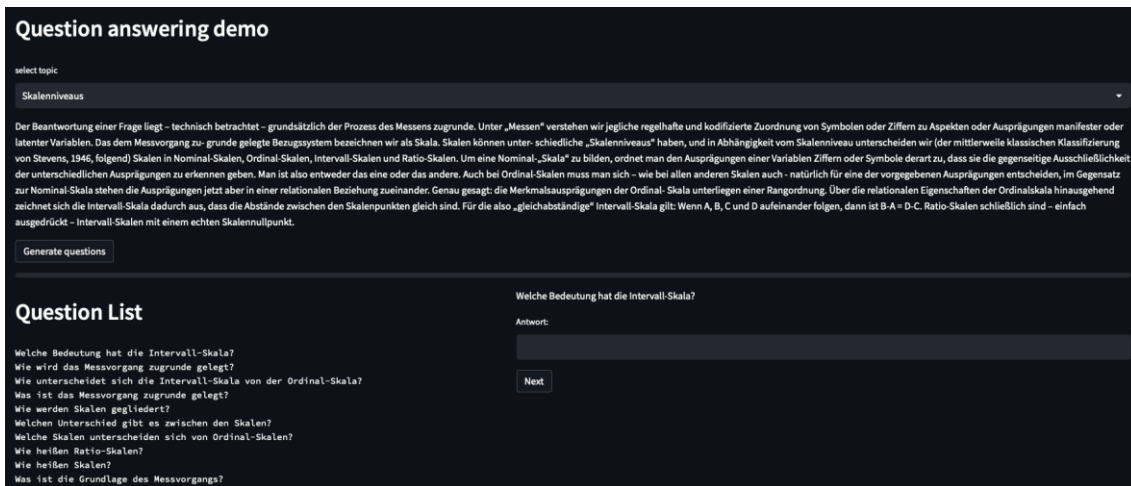 Question answering demo
select topic
Skalenniveaus
Der Beantwortung einer Frage liegt – technisch betrachtet – grundsätzlich der Prozess des Messens zugrunde. Unter „Messen“ verstehen wir jegliche regelhafte und kodifizierte Zuordnung von Symbolen oder Ziffern zu Aspekten oder Ausprägungen manifester oder
latenter Variablen. Das dem Messvorgang zu- grunde gelegte Bezugssystem bezeichnen wir als Skala. Skalen können unter- schiedliche „Skalenniveaus“ haben, und in Abhängigkeit vom Skalenniveau unterscheiden wir (der mittlerweile klassischen Klassifizierung
von Stevens, 1946, folgend) Skalen in Nominal-Skalen, Ordinal-Skalen, Intervall-Skalen und Ratio-Skalen. Um eine Nominal-„Skala“ zu bilden, ordnet man den Ausprägungen einer Variablen Ziffern oder Symbole derart zu, dass sie die gegenseitige Ausschließlichkeit
der unterschiedlichen Ausprägungen zu erkennen geben. Man ist also entweder das eine oder das andere. Auch bei Ordinal-Skalen muss man sich – wie bei allen anderen Skalen auch - natürlich für eine der vorgegebenen Ausprägungen entscheiden, im Gegensatz
zur Nominal-Skala stehen die Ausprägungen jetzt aber in einer relationalen Beziehung zueinander. Genau gesagt: die Merkmalsausprägungen der Ordinal- Skala unterliegen einer Rangordnung. Über die relationalen Eigenschaften der Ordinalskala hinausgehend
zeichnet sich die Intervall-Skala dadurch aus, dass die Abstände zwischen den Skalenpunkten gleich sind. Für die also „gleichabständige“ Intervall-Skala gilt: Wenn A, B, C und D aufeinander folgen, dann ist B-A = D-C. Ratio-Skalen schließlich sind – einfach
ausgedrückt – Intervall-Skalen mit einem echten Skalennullpunkt.
Generate questions
Question List
Welche Bedeutung hat die Intervall-Skala?
Wie wird das Messvorgang zugrunde gelegt?
Wie unterscheidet sich die Intervall-Skala von der Ordinal-Skala?
Was ist das Messvorgang zugrunde gelegt?
Wie werden Skalen gegliedert?
Welchen Unterschied gibt es zwischen den Skalen?
Welche Skalen unterscheiden sich von Ordinal-Skalen?
Wie heißen Ratio-Skalen?
Wie heißen Skalen?
Was ist die Grundlage des Messvorgangs?
Welche Bedeutung hat die Intervall-Skala?
Antwort:
Next